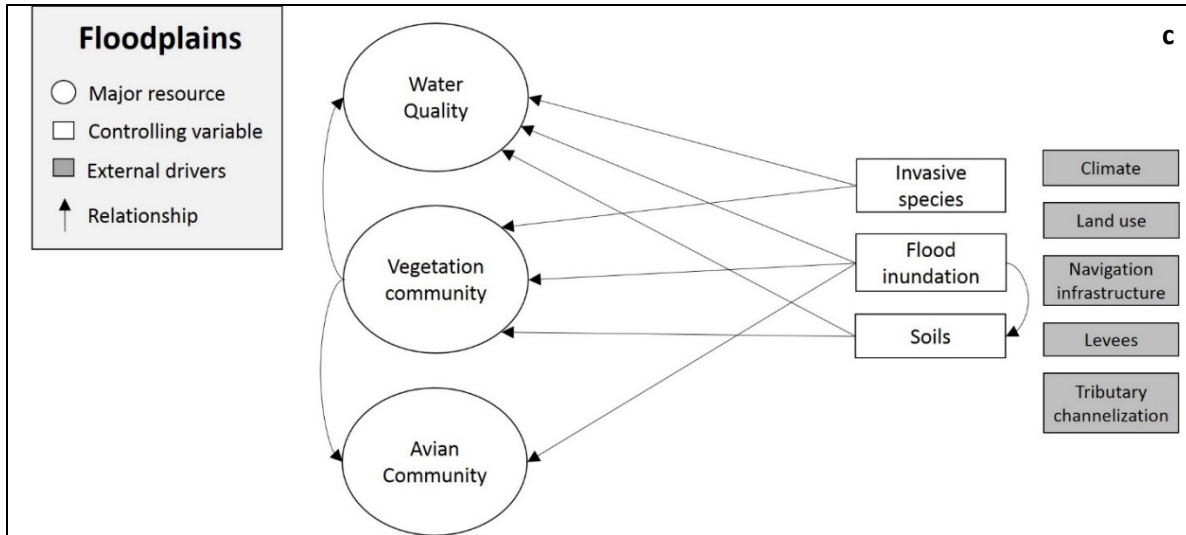 Floodplains
Major resource
Controlling variable
External drivers
Relationship
c
Water
Quality
Vegetation
community
Avian
Community
Invasive
species
Flood
inundation
Soils
Climate
Land use
Navigation
infrastructure
Levees
Tributary
channelization